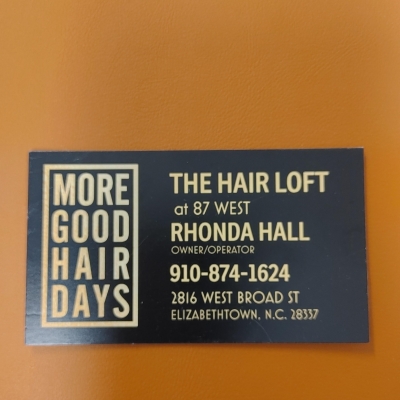 MORE
GOOD
HAIR
DAYS
THE HAIR LOFT
at 87 WEST
RHONDA HALL
OWNER/OPERATOR
910-874-1624
2816 WEST BROAD ST
ELIZABETHTOWN, N.C. 28337